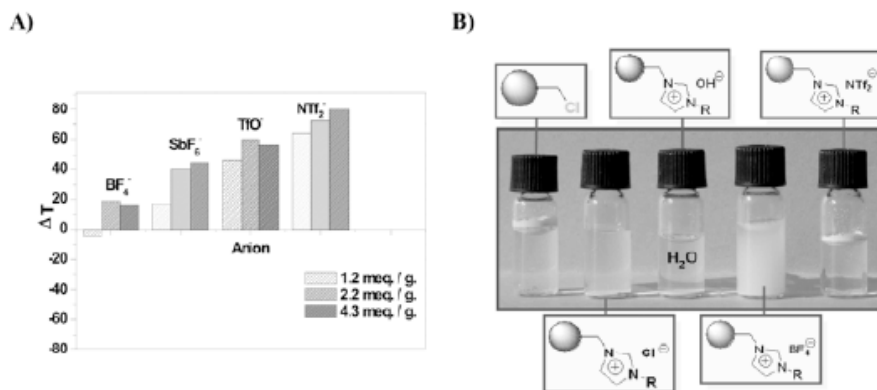 A)
80
60
40
20
0
-20
-40
-60
-80
ΔT
BF4-
SbF6-
TfO-
NTf2-
Anion
1.2 meq. / g.
2.2 meq. / g.
4.3 meq. / g.
B)
Cl
N
⊕
N-R
OH⊖
N
⊕
N-R
NTf2⊖
H2O
N
⊕
N-R
Cl⊖
N
⊕
N-R
BF4⊖